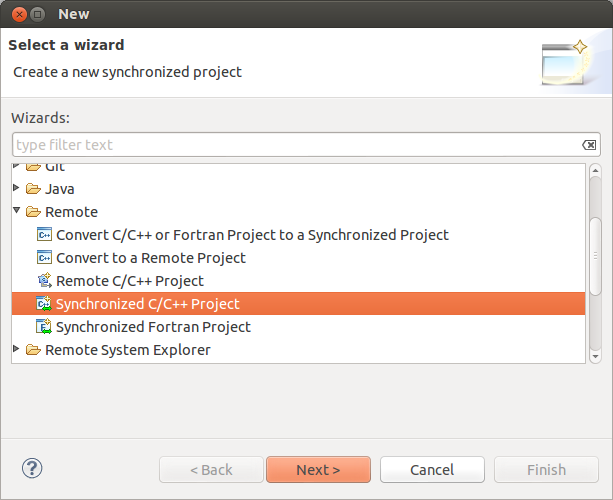 New
Select a wizard
Create a new synchronized project
Wizards:
type filter text
Git
Java
Remote
Convert C/C++ or Fortran Project to a Synchronized Project
Convert to a Remote Project
Remote C/C++ Project
Synchronized C/C++ Project
Synchronized Fortran Project
Remote System Explorer
< Back
Next >
Cancel
Finish